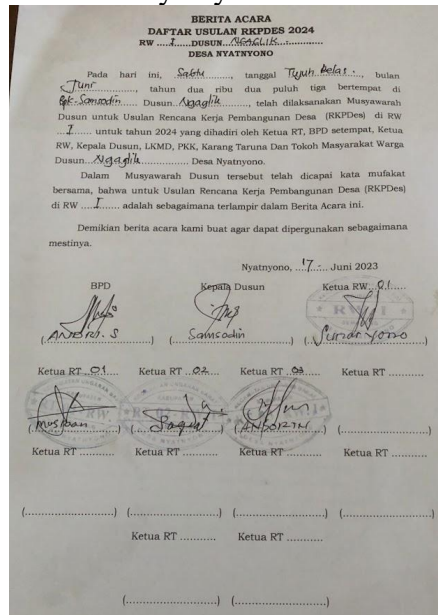 BERITA ACARA
DAFTAR USULAN RKPDES 2024
RW ....I....DUSUN..NGAGLIK............
DESA NYATNYONO
Pada hari ini, ..Sabtu.., tanggal Tujuh Belas., bulan
..Juni........., tahun dua ribu dua puluh tiga bertempat di
Bpk. Samsodin.... Dusun..Ngaglik........., telah dilaksanakan Musyawarah
Dusun untuk Usulan Rencana Kerja Pembangunan Desa (RKPDes) di RW
...I...... untuk tahun 2024 yang dihadiri oleh Ketua RT, BPD setempat, Ketua
RW, Kepala Dusun, LKMD, PKK, Karang Taruna Dan Tokoh Masyarakat Warga
Dusun..Ngaglik............... Desa Nyatnyono.
Dalam Musyawarah Dusun tersebut telah dicapai kata mufakat
bersama, bahwa untuk Usulan Rencana Kerja Pembangunan Desa (RKPDes)
di RW ....I....... adalah sebagaimana terlampir dalam Berita Acara ini.
Demikian berita acara kami buat agar dapat dipergunakan sebagaimana
mestinya.
Nyatnyono, ...17.... Juni 2023
BPD Kepala Dusun Ketua RW..01.....
(..ANDRI. S..........) (....Samsodin..........) (..Sunaryono..)
Ketua RT..01... Ketua RT ..02.... Ketua RT ..03.... Ketua RT ...........
(..............................) (..............................) (..............................) (..............................)
Ketua RT ........... Ketua RT ........... Ketua RT ........... Ketua RT ...........
(..............................) (..............................) (..............................) (..............................)
Ketua RT ........... Ketua RT ...........
(..............................) (..............................)